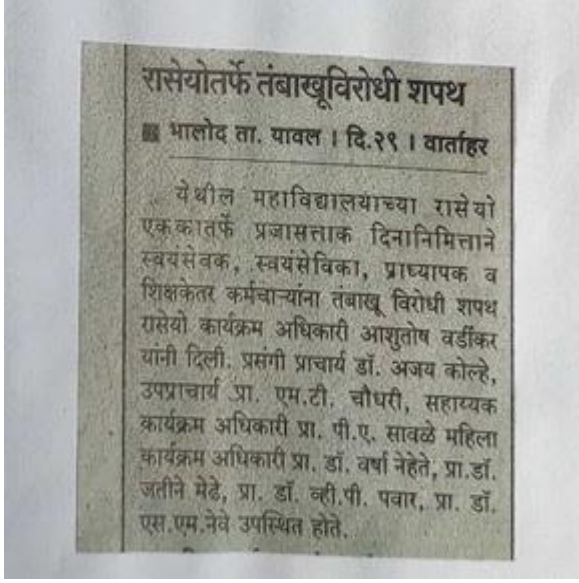 रासेयोतर्फे तंबाखूविरोधी शपथ
भालोद ता. यावल । दि.२९ । वार्ताहर
येथील महाविद्यालयाच्या रासेयो
एककातर्फे प्रजासत्ताक दिनानिमित्ताने
स्वयंसेवक, स्वयंसेविका, प्राध्यापक व
शिक्षकेतर कर्मचाऱ्यांना तंबाखू विरोधी शपथ
रासेयो कार्यक्रम अधिकारी आशुतोष वर्डीकर
यांनी दिली. प्रसंगी प्राचार्य डॉ. अजय कोल्हे,
उपप्राचार्य प्रा. एम.टी. चौधरी, सहाय्यक
कार्यक्रम अधिकारी प्रा. पी.ए. सावळे महिला
कार्यक्रम अधिकारी प्रा. डॉ. वर्षा नेहेते, प्रा.डॉ.
जतीने मेढे, प्रा. डॉ. व्ही.पी. पवार, प्रा. डॉ.
एस.एम.नेवे उपस्थित होते.